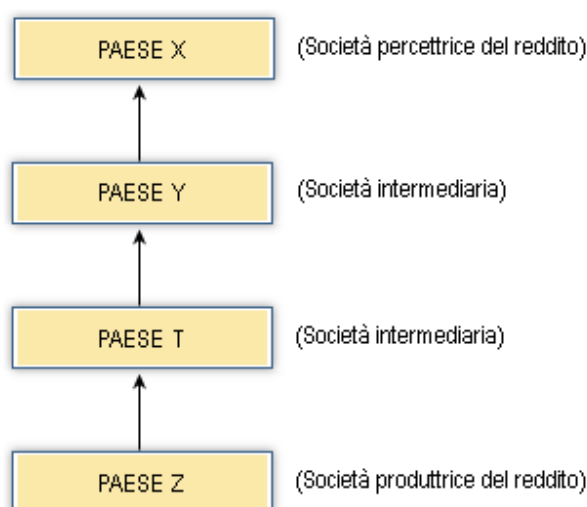 PAESE X (Società percettrice del reddito)
PAESE Y (Società intermediaria)
PAESE T (Società intermediaria)
PAESE Z (Società produttrice del reddito)